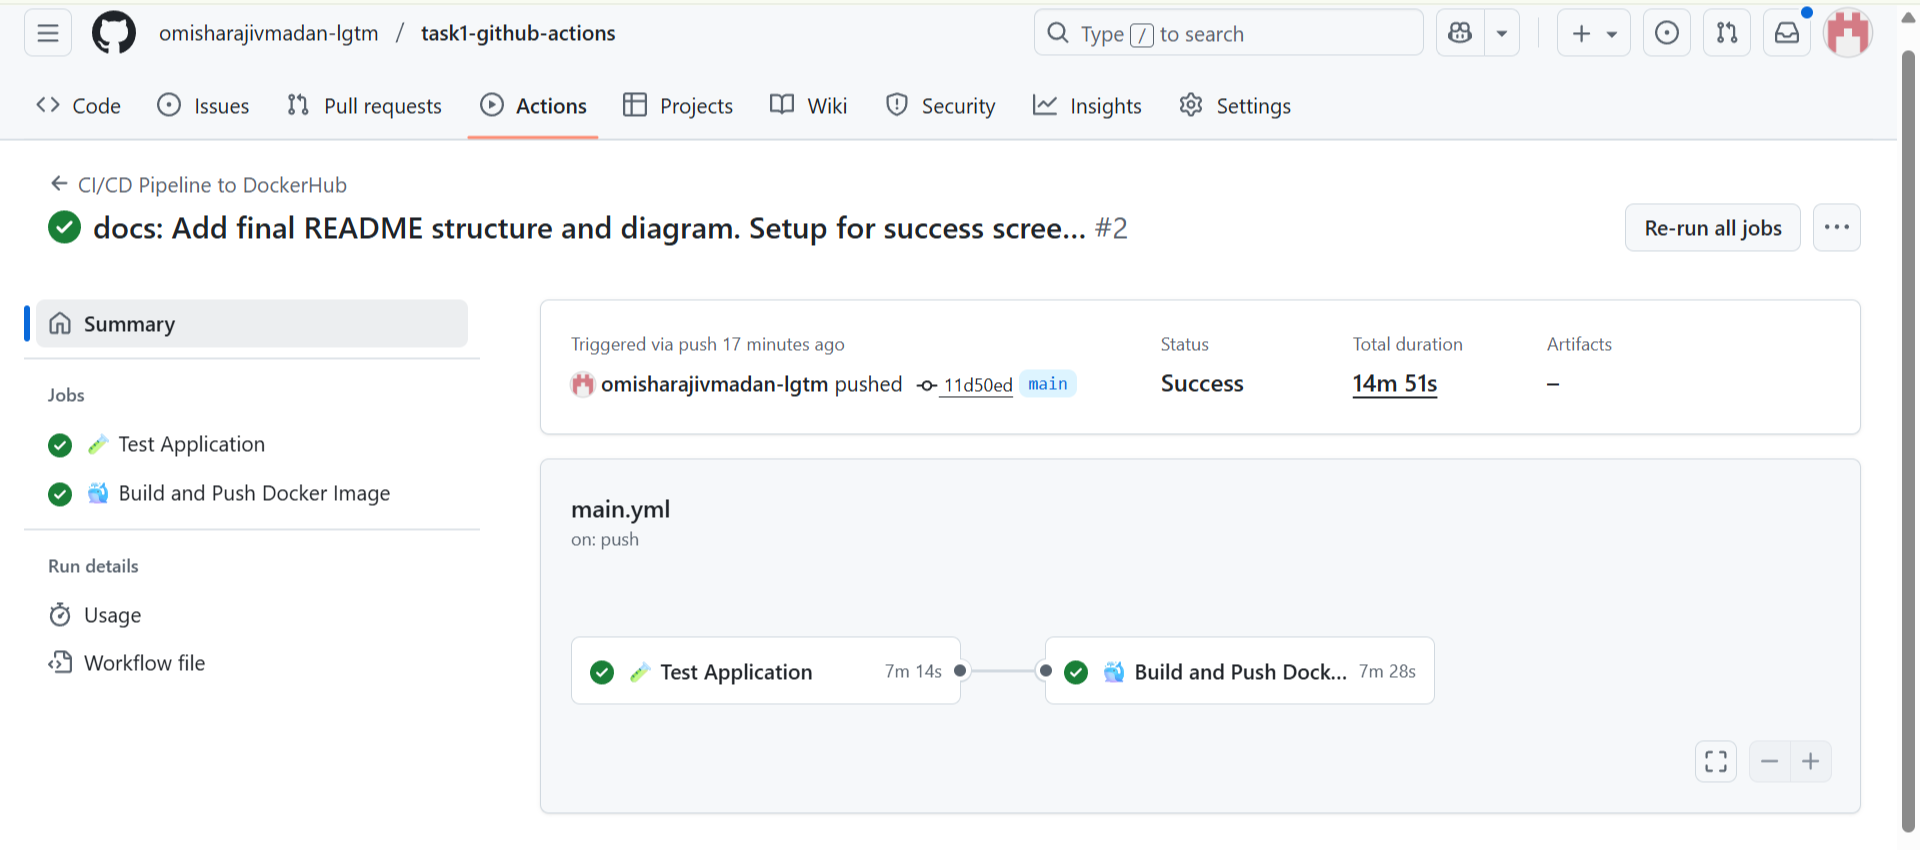 omisharajivmadan-lgtm / task1-github-actions
Type / to search
Code Issues Pull requests Actions Projects Wiki Security Insights Settings
CI/CD Pipeline to DockerHub
docs: Add final README structure and diagram. Setup for success scree... #2
Re-run all jobs
Summary
Jobs
Test Application
Build and Push Docker Image
Run details
Usage
Workflow file
Triggered via push 17 minutes ago
omisharajivmadan-lgtm pushed 11d50ed main
Status
Success
Total duration
14m 51s
Artifacts
–
main.yml
on: push
Test Application 7m 14s
Build and Push Dock... 7m 28s